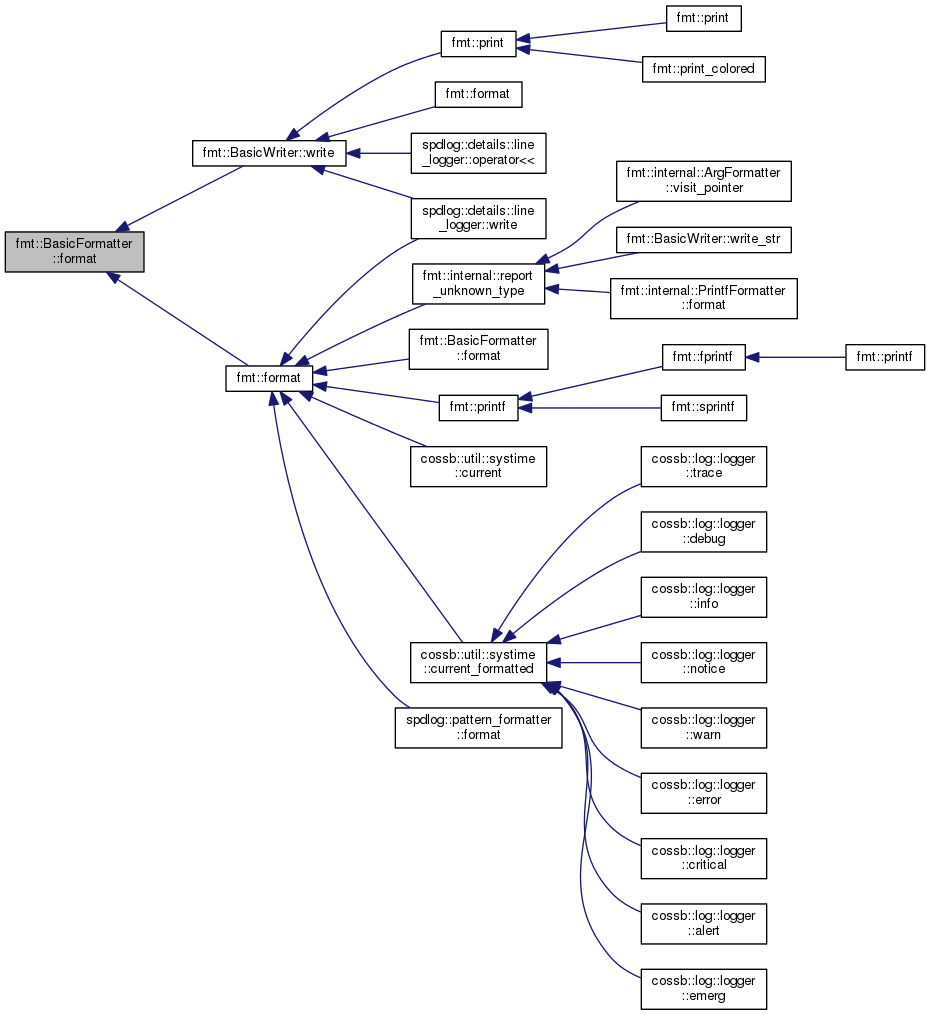 fmt::print
fmt::print
fmt::print_colored
fmt::format
fmt::BasicWriter::write
spdlog::details::line
_logger::operator<<
fmt::internal::ArgFormatter
::visit_pointer
spdlog::details::line
_logger::write
fmt::BasicWriter::write_str
fmt::BasicFormatter
::format
fmt::internal::report
_unknown_type
fmt::internal::PrintfFormatter
::format
fmt::BasicFormatter
::format
fmt::fprintf
fmt::printf
fmt::format
fmt::printf
fmt::sprintf
cossb::util::systime
::current
cossb::log::logger
::trace
cossb::log::logger
::debug
cossb::log::logger
::info
cossb::util::systime
::current_formatted
cossb::log::logger
::notice
spdlog::pattern_formatter
::format
cossb::log::logger
::warn
cossb::log::logger
::error
cossb::log::logger
::critical
cossb::log::logger
::alert
cossb::log::logger
::emerg